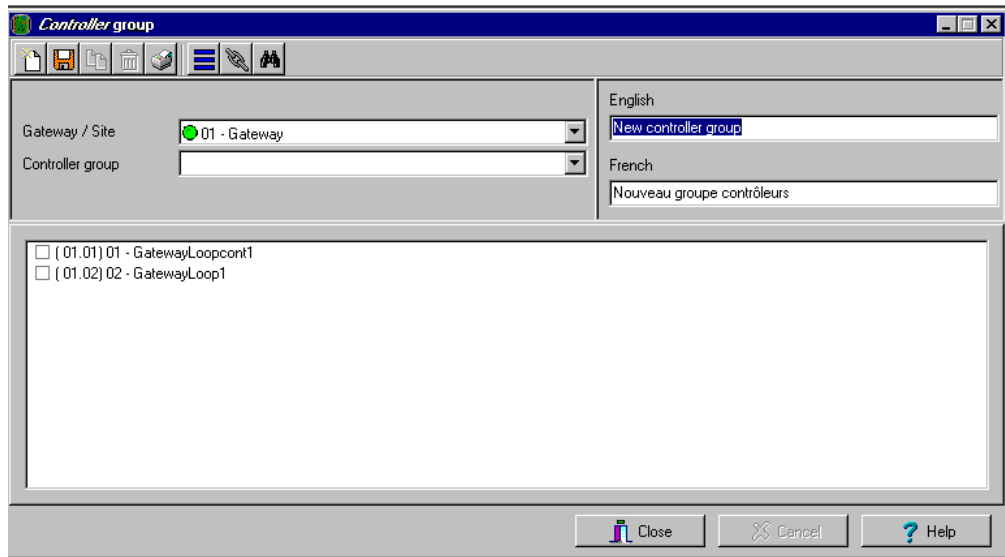 Controller group
English
Gateway / Site
01 - Gateway
New controller group
Controller group
French
Nouveau groupe contrôleurs
( 01.01) 01 - GatewayLoopcont1
( 01.02) 02 - GatewayLoop1
Close
Cancel
Help